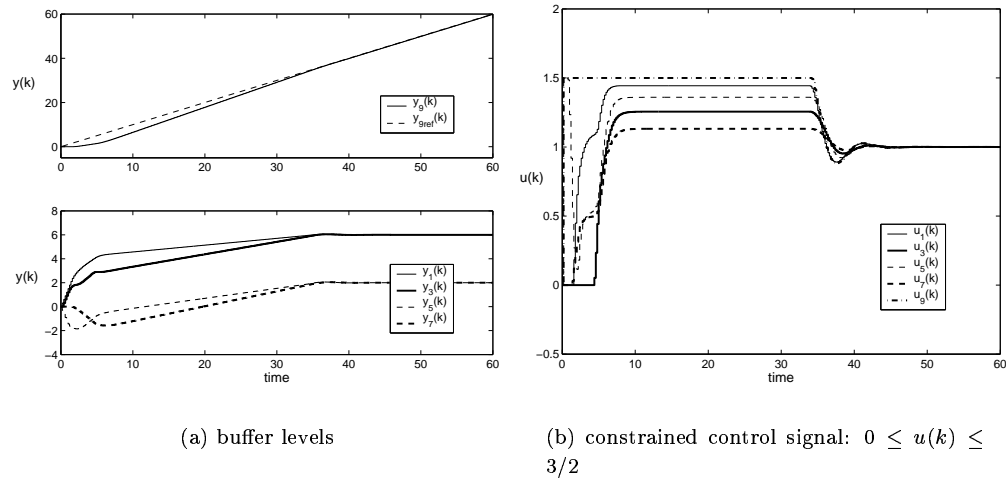 60
40
20
0
y(k)
y9(k)
y9ref(k)
0 10 20 30 40 50 60
8
6
4
2
0
−2
−4
y(k)
y1(k)
y3(k)
y5(k)
y7(k)
0 10 20 30 40 50 60
time
(a) buffer levels
2
1.5
1
0.5
0
−0.5
u(k)
u1(k)
u3(k)
u5(k)
u7(k)
u9(k)
0 10 20 30 40 50 60
time
(b) constrained control signal: 0 ≤ u(k) ≤
3/2